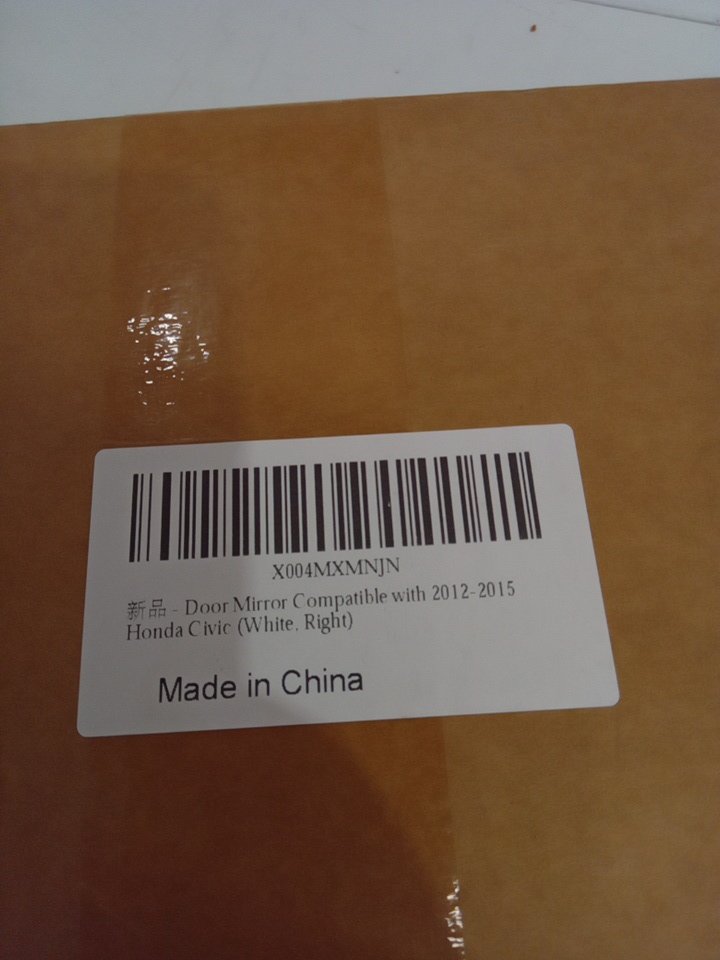 X004MXMNJN
新品 - Door Mirror Compatible with 2012-2015
Honda Civic (White, Right)
Made in China